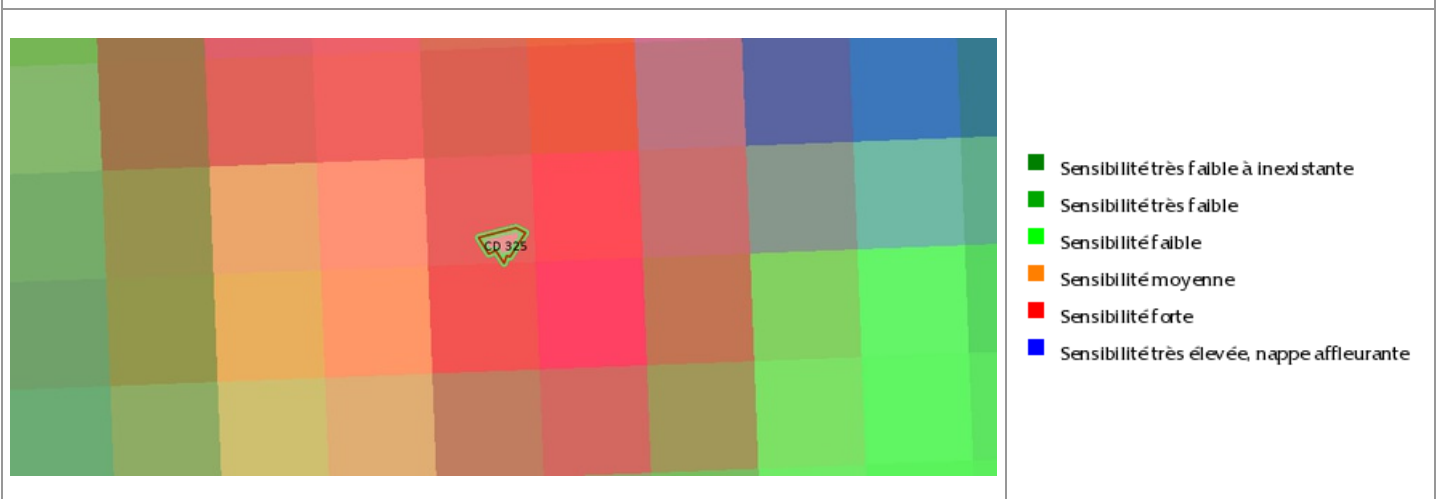 CD 325
Sensibilité très faible à inexistante
Sensibilité très faible
Sensibilité faible
Sensibilité moyenne
Sensibilité forte
Sensibilité très élevée, nappe affleurante